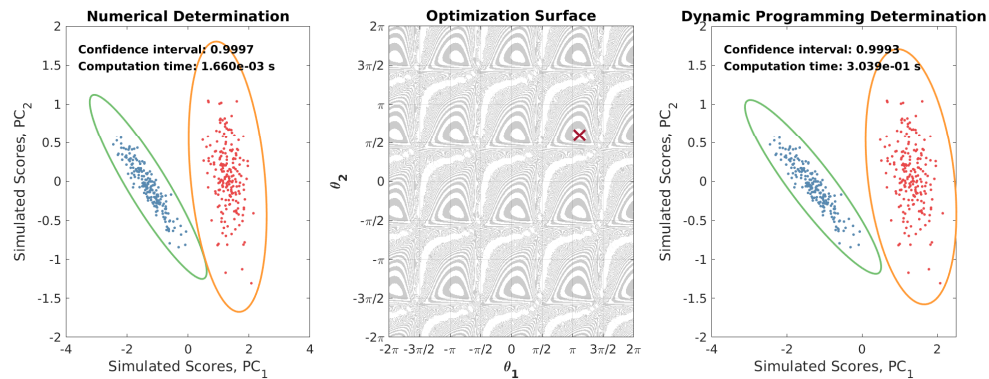 Numerical Determination
Confidence interval: 0.9997
Computation time: 1.660e-03 s
Simulated Scores, PC2
2
1.5
1
0.5
0
-0.5
-1
-1.5
-2
-4
-2
0
2
4
Simulated Scores, PC1
Optimization Surface
θ2
2π
3π/2
π
π/2
0
-π/2
-π
-3π/2
-2π
-2π
-3π/2
-π
-π/2
0
π/2
π
3π/2
2π
θ1
Dynamic Programming Determination
Confidence interval: 0.9993
Computation time: 3.039e-01 s
Simulated Scores, PC2
2
1.5
1
0.5
0
-0.5
-1
-1.5
-2
-4
-2
0
2
Simulated Scores, PC1